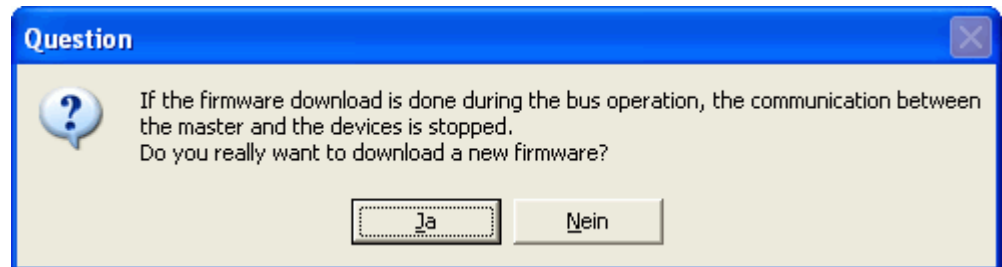 Question
If the firmware download is done during the bus operation, the communication between
the master and the devices is stopped.
Do you really want to download a new firmware?
Ja
Nein